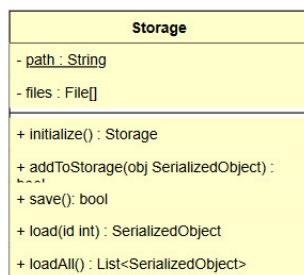 Storage
- path : String
- files : File[]
+ initialize() : Storage
+ addToStorage(obj SerializedObject) :
bool
+ save(): bool
+ load(id int) : SerializedObject
+ loadAll() : List<SerializedObject>